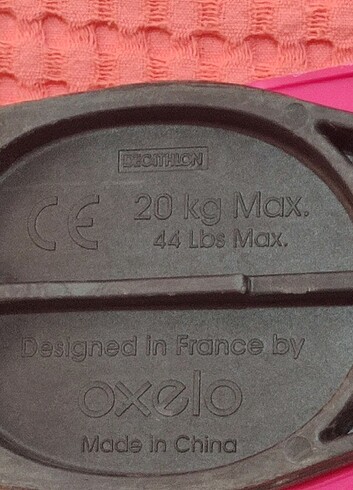 DECATHLON
CE 20 kg Max.
44 Lbs Max.
Designed in France by
oxelo
Made in China